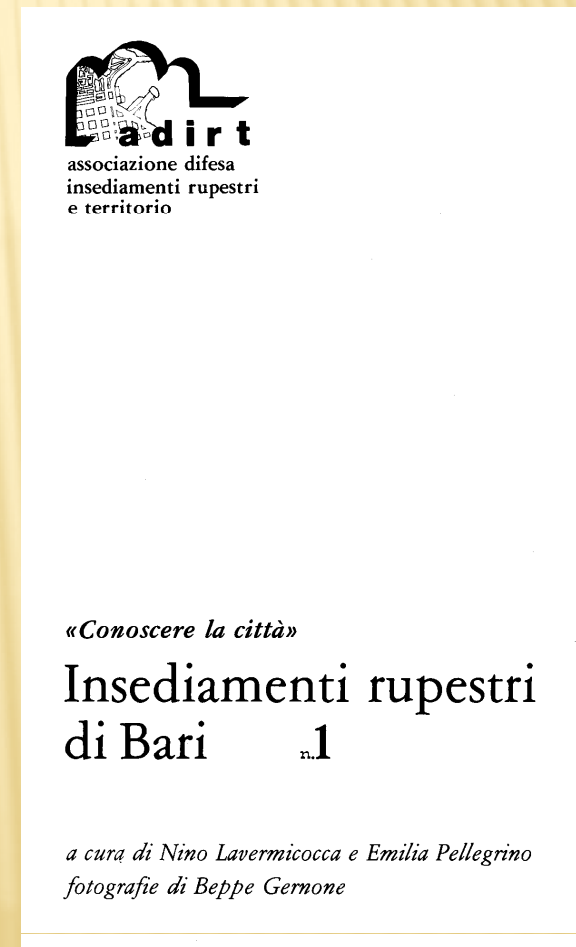 adirt
associazione difesa
insediamenti rupestri
e territorio
«Conoscere la città»
Insediamenti rupestri
di Bari n.1
a cura di Nino Lavermicocca e Emilia Pellegrino
fotografie di Beppe Gernone